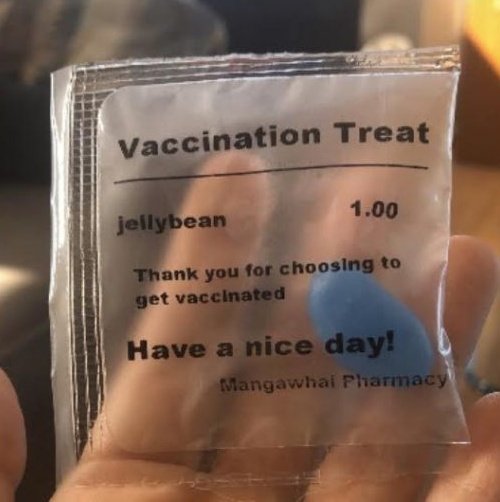 Vaccination Treat
jellybean 1.00
Thank you for choosing to
get vaccinated
Have a nice day!
Mangawhai Pharmacy